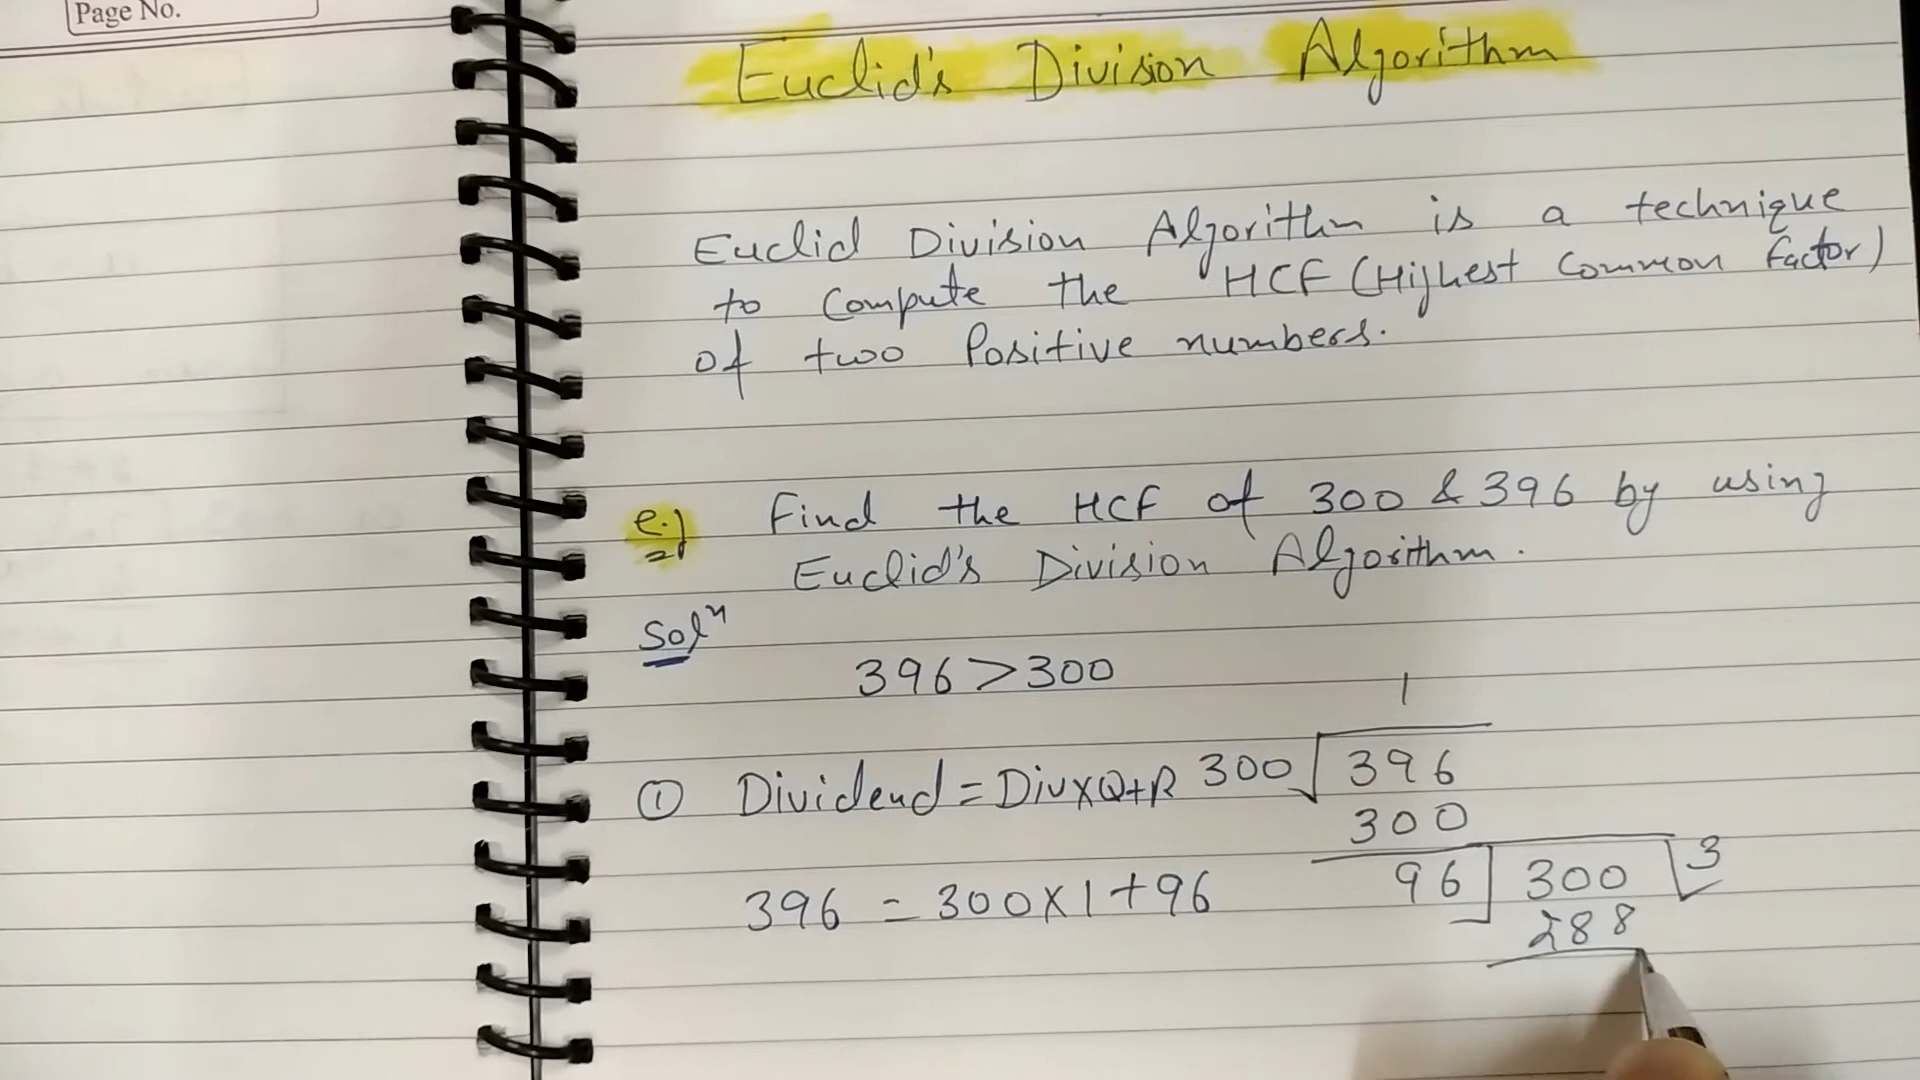 Page No.
Euclid's Division Algorithm
Euclid Division Algorithm is a technique
to Compute the HCF (Highest Common Factor)
of two Positive numbers.
e.g Find the HCF of 300 & 396 by using
Euclid's Division Algorithm.
Solⁿ
396 > 300
1
① Dividend = Div×Q+R 300 396
300
96 300 3
396 = 300×1+96
288